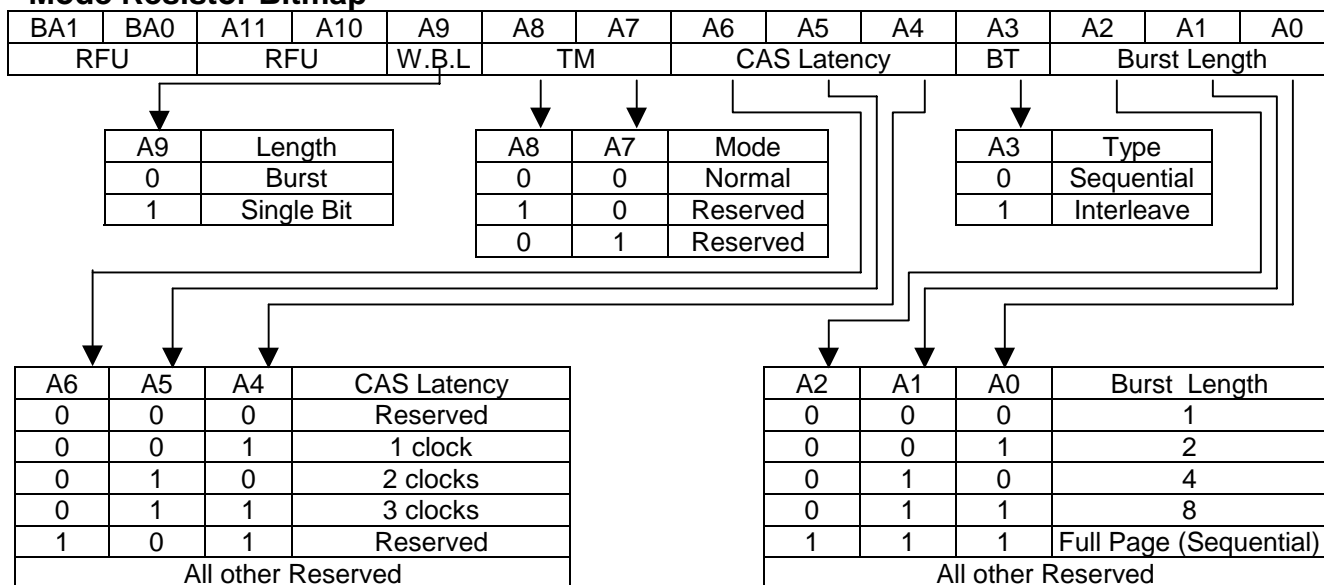 Mode Resistor Bitmap
BA1 BA0 A11 A10 A9 A8 A7 A6 A5 A4 A3 A2 A1 A0
RFU RFU W.B.L TM CAS Latency BT Burst Length
A9 Length
0 Burst
1 Single Bit
A8 A7 Mode
0 0 Normal
1 0 Reserved
0 1 Reserved
A3 Type
0 Sequential
1 Interleave
A6 A5 A4 CAS Latency
0 0 0 Reserved
0 0 1 1 clock
0 1 0 2 clocks
0 1 1 3 clocks
1 0 1 Reserved
All other Reserved
A2 A1 A0 Burst Length
0 0 0 1
0 0 1 2
0 1 0 4
0 1 1 8
1 1 1 Full Page (Sequential)
All other Reserved